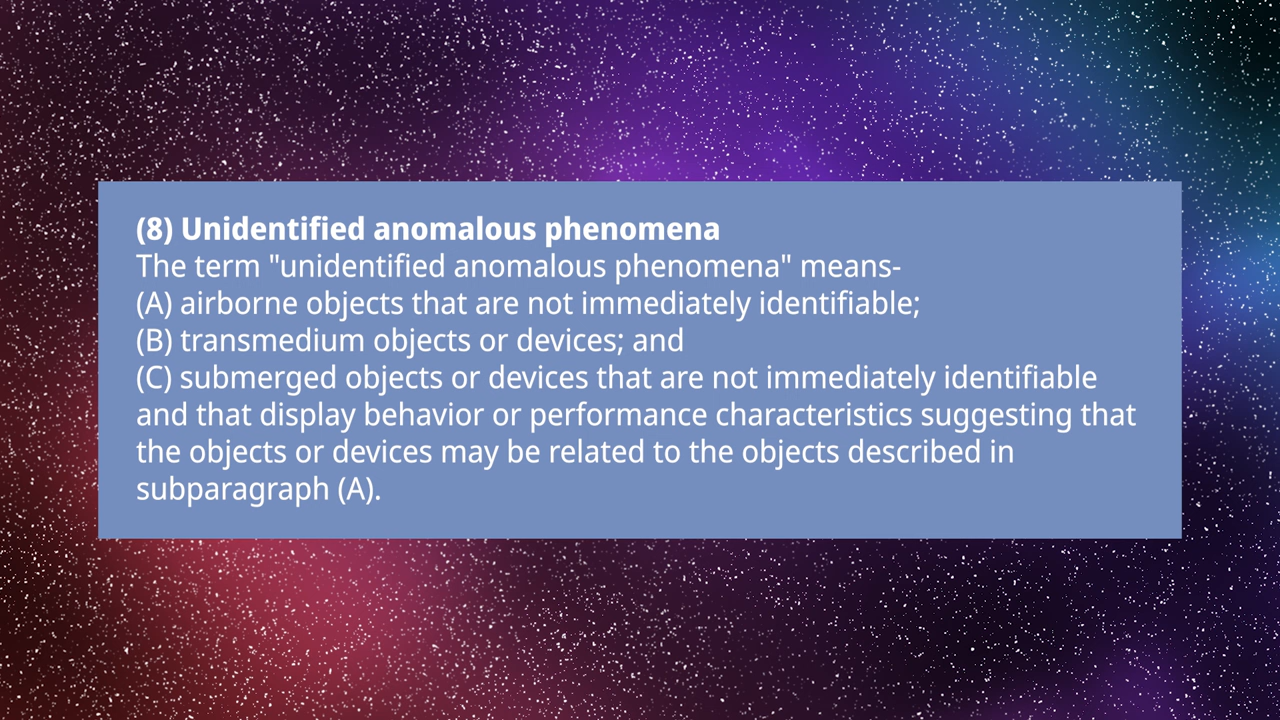 (8) Unidentified anomalous phenomena
The term "unidentified anomalous phenomena" means-
(A) airborne objects that are not immediately identifiable;
(B) transmedium objects or devices; and
(C) submerged objects or devices that are not immediately identifiable
and that display behavior or performance characteristics suggesting that
the objects or devices may be related to the objects described in
subparagraph (A).